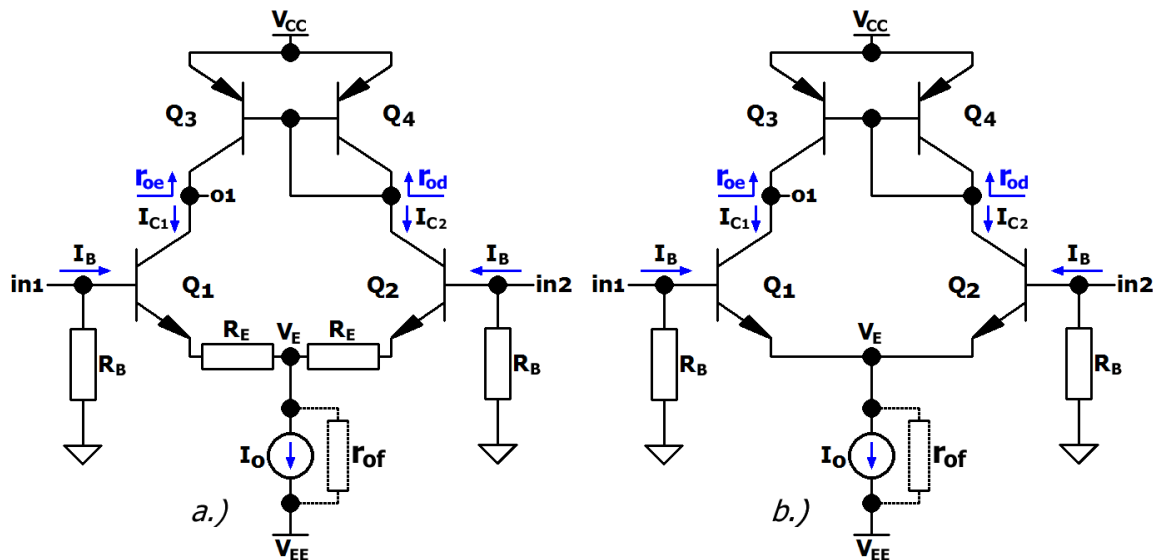 VCC VCC
Q3 Q4 Q3 Q4
roe rod roe rod
o1 o1
IC1 IC2 IC1 IC2
IB IB IB IB
in1 Q1 Q2 in2 in1 Q1 Q2 in2
RE VE RE VE
RB RB RB RB
Io rof Io rof
a.) b.)
VEE VEE